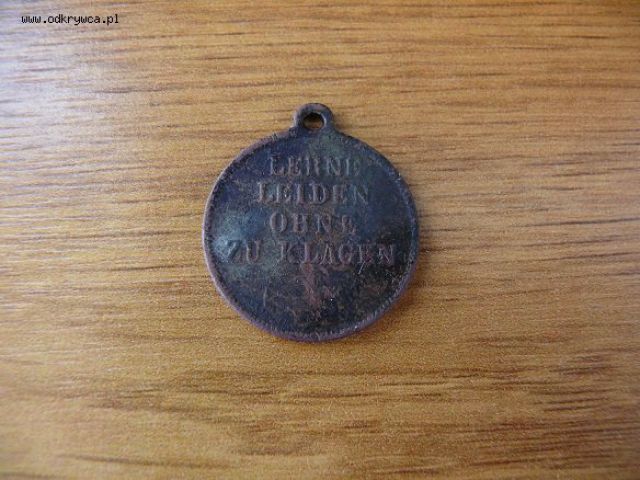 www.odkrywca.pl
LERNE
LEIDEN
OHNE
ZU KLAGEN